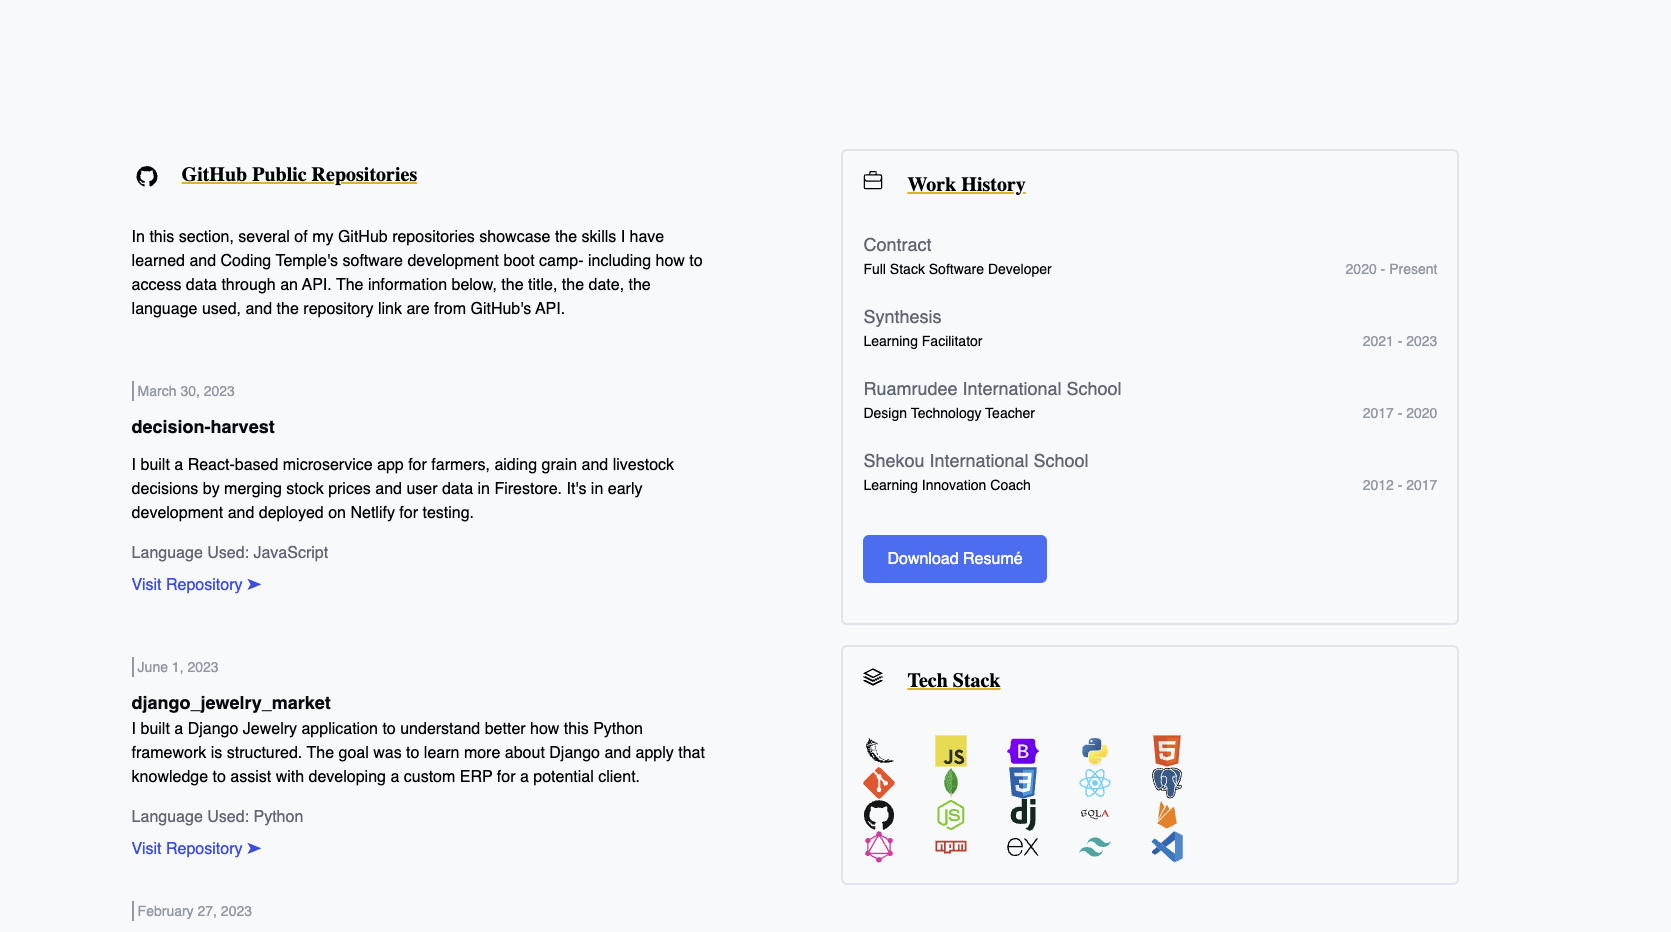 GitHub Public Repositories
In this section, several of my GitHub repositories showcase the skills I have
learned and Coding Temple's software development boot camp- including how to
access data through an API. The information below, the title, the date, the
language used, and the repository link are from GitHub's API.
March 30, 2023
decision-harvest
I built a React-based microservice app for farmers, aiding grain and livestock
decisions by merging stock prices and user data in Firestore. It's in early
development and deployed on Netlify for testing.
Language Used: JavaScript
Visit Repository ➤
June 1, 2023
django_jewelry_market
I built a Django Jewelry application to understand better how this Python
framework is structured. The goal was to learn more about Django and apply that
knowledge to assist with developing a custom ERP for a potential client.
Language Used: Python
Visit Repository ➤
February 27, 2023
Work History
Contract
Full Stack Software Developer 2020 - Present
Synthesis
Learning Facilitator 2021 - 2023
Ruamrudee International School
Design Technology Teacher 2017 - 2020
Shekou International School
Learning Innovation Coach 2012 - 2017
Download Resumé
Tech Stack
JS B 5
3
JS dj SQLA
npm ex